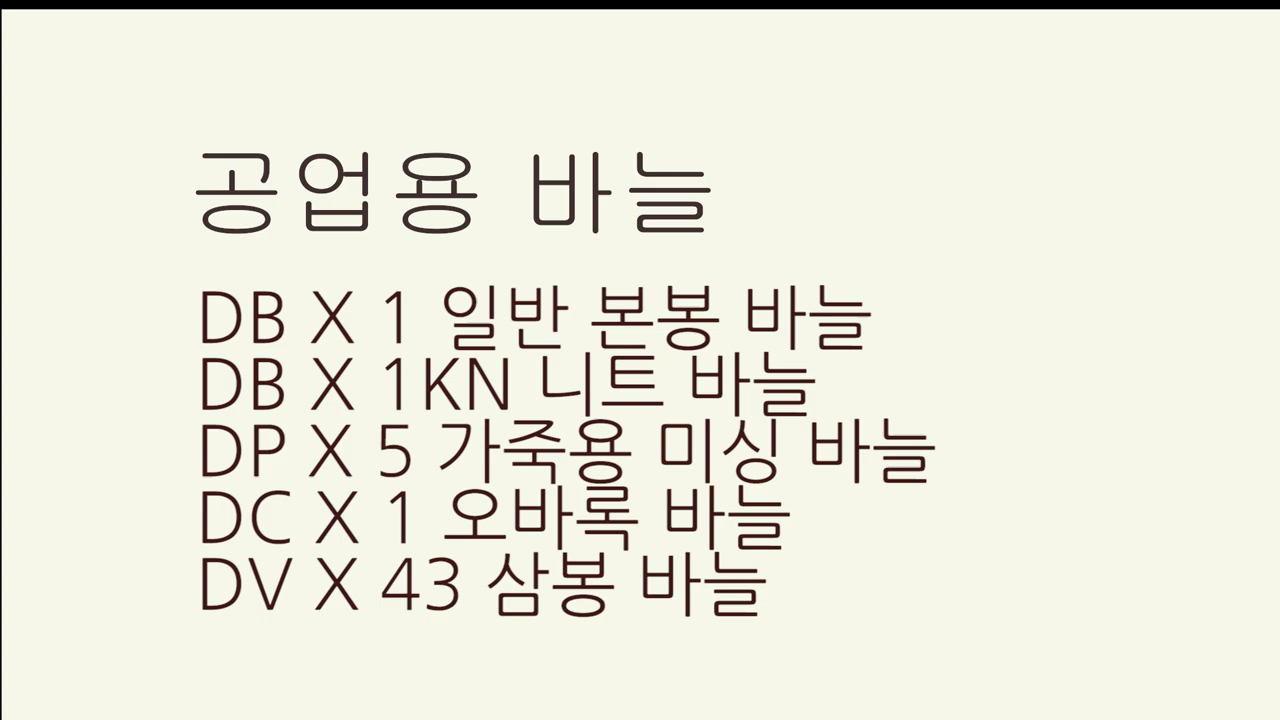 공업용 바늘
DB X 1 일반 본봉 바늘
DB X 1KN 니트 바늘
DP X 5 가죽용 미싱 바늘
DC X 1 오바록 바늘
DV X 43 삼봉 바늘